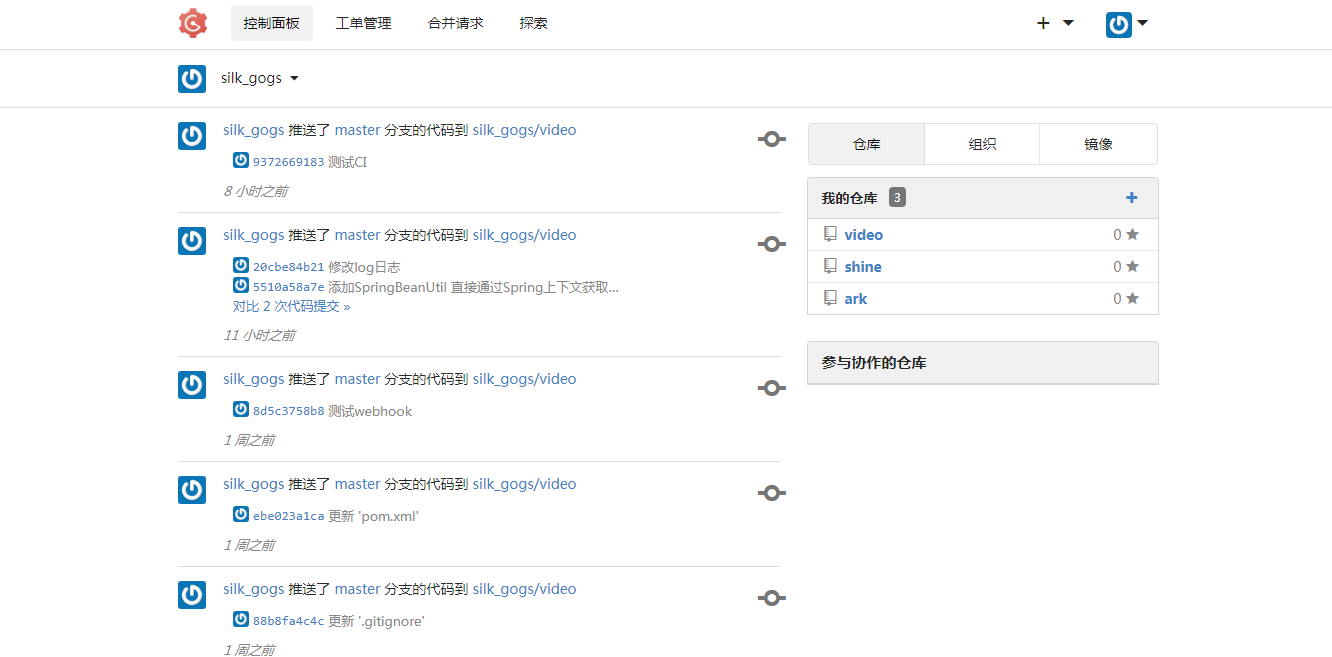 控制面板 工单管理 合并请求 探索
silk_gogs
silk_gogs 推送了 master 分支的代码到 silk_gogs/video
9372669183 测试CI
8 小时之前
silk_gogs 推送了 master 分支的代码到 silk_gogs/video
20cbe84b21 修改log日志
5510a58a7e 添加SpringBeanUtil 直接通过Spring上下文获取...
对比 2 次代码提交 »
11 小时之前
silk_gogs 推送了 master 分支的代码到 silk_gogs/video
8d5c3758b8 测试webhook
1 周之前
silk_gogs 推送了 master 分支的代码到 silk_gogs/video
ebe023a1ca 更新 'pom.xml'
1 周之前
silk_gogs 推送了 master 分支的代码到 silk_gogs/video
88b8fa4c4c 更新 '.gitignore'
1 周之前
仓库 组织 镜像
我的仓库 3
video 0
shine 0
ark 0
参与协作的仓库